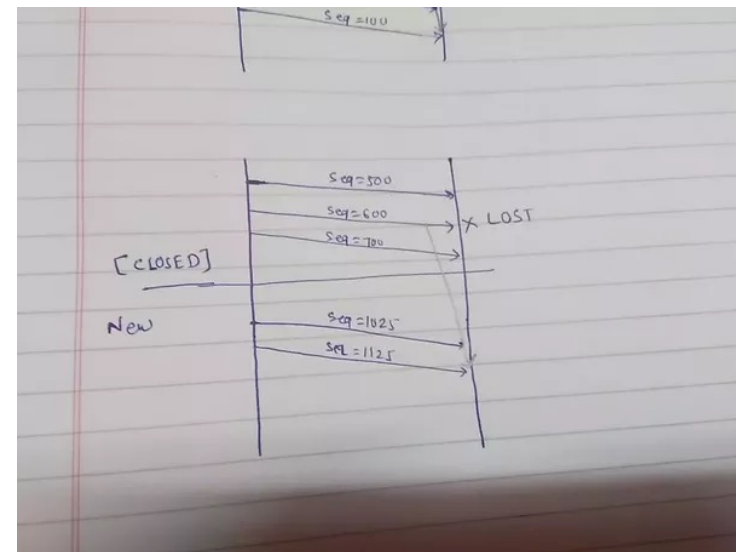 Seq=100
Seq=500
Seq=600
X LOST
Seq=700
[CLOSED]
New
Seq=1025
Seq=1125